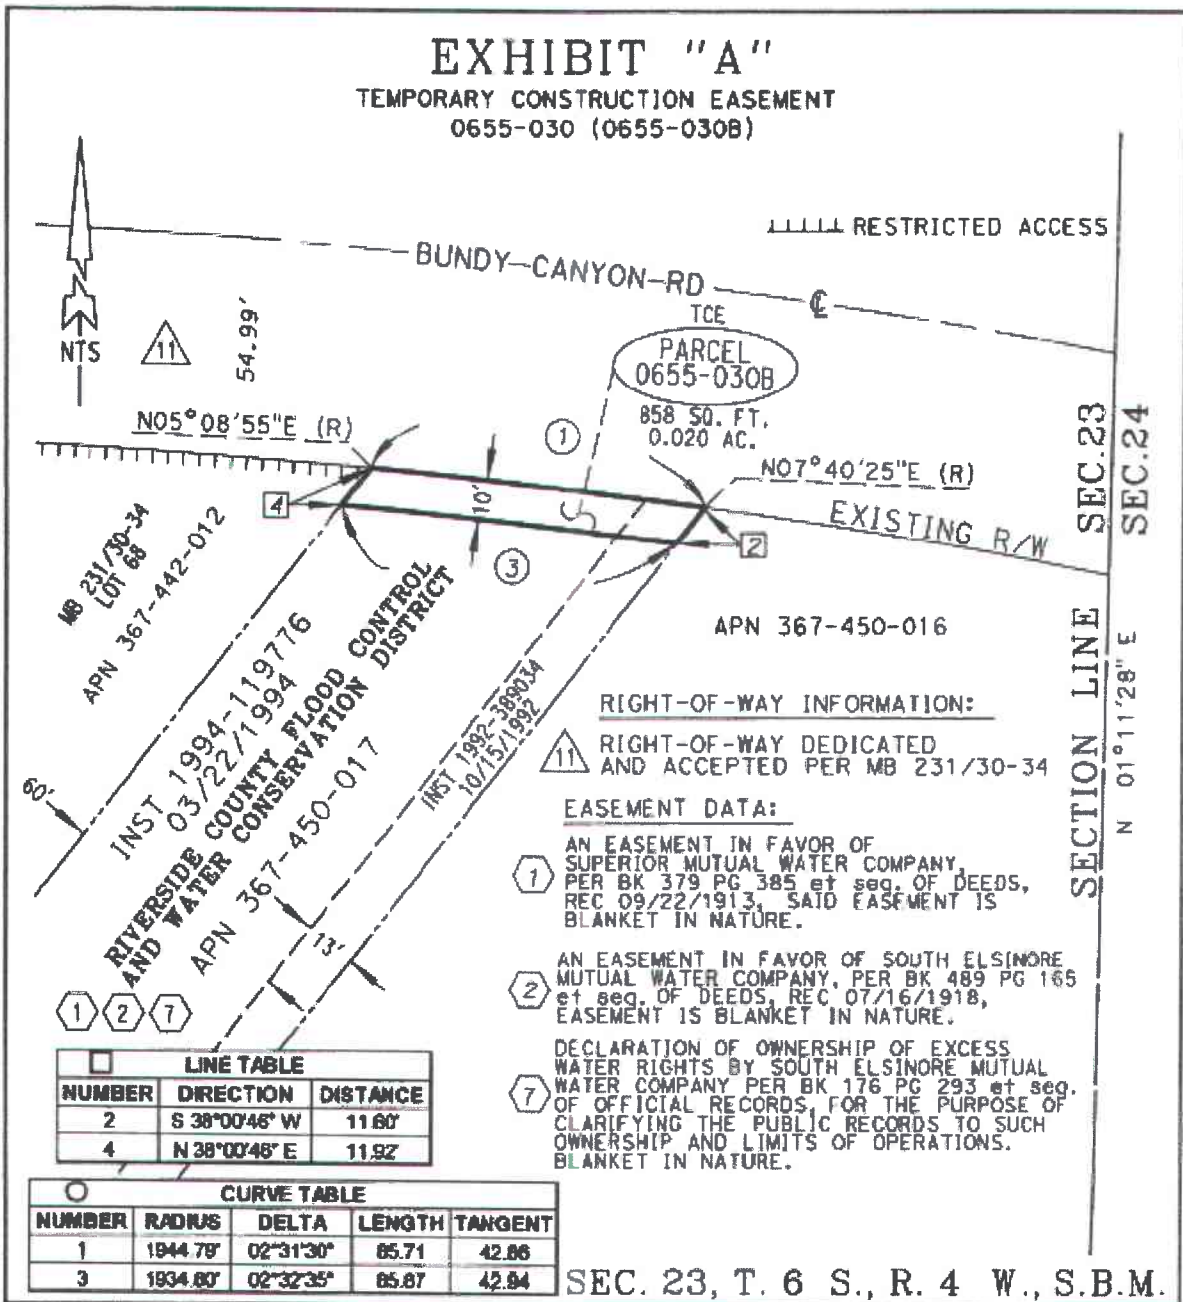 EXHIBIT "A"
TEMPORARY CONSTRUCTION EASEMENT
0655-030 (0655-030B)
RESTRICTED ACCESS
BUNDY-CANYON-RD
℄
NTS
11
54.99'
TCE
PARCEL
0655-030B
858 SQ. FT.
0.020 AC.
N05°08'55"E (R)
1
N07°40'25"E (R)
4
10'
EXISTING R/W
2
3
SEC.23
SEC.24
MB 231/30-34
LOT 68
APN 367-442-012
APN 367-450-016
INST 1994-119776
03/22/1994
RIVERSIDE COUNTY FLOOD CONTROL
AND WATER CONSERVATION DISTRICT
APN 367-450-017
INST 1992-389034
10/15/1992
60'
13'
SECTION LINE
N 01°11'28" E
RIGHT-OF-WAY INFORMATION:
11 RIGHT-OF-WAY DEDICATED
AND ACCEPTED PER MB 231/30-34
EASEMENT DATA:
AN EASEMENT IN FAVOR OF
SUPERIOR MUTUAL WATER COMPANY,
1 PER BK 379 PG 385 et seq. OF DEEDS,
REC 09/22/1913, SAID EASEMENT IS
BLANKET IN NATURE.
AN EASEMENT IN FAVOR OF SOUTH ELSINORE
MUTUAL WATER COMPANY, PER BK 489 PG 165
2 et seq. OF DEEDS, REC 07/16/1918,
EASEMENT IS BLANKET IN NATURE.
DECLARATION OF OWNERSHIP OF EXCESS
WATER RIGHTS BY SOUTH ELSINORE MUTUAL
7 WATER COMPANY PER BK 176 PG 293 et seq.
OF OFFICIAL RECORDS, FOR THE PURPOSE OF
CLARIFYING THE PUBLIC RECORDS TO SUCH
OWNERSHIP AND LIMITS OF OPERATIONS.
BLANKET IN NATURE.
1 2 7
LINE TABLE
NUMBER DIRECTION DISTANCE
2 S 38°00'46" W 11.60'
4 N 38°00'46" E 11.92'
CURVE TABLE
NUMBER RADIUS DELTA LENGTH TANGENT
1 1944.79' 02°31'30" 85.71 42.86
3 1934.80' 02°32'35" 85.87 42.94
SEC. 23, T. 6 S., R. 4 W., S.B.M.